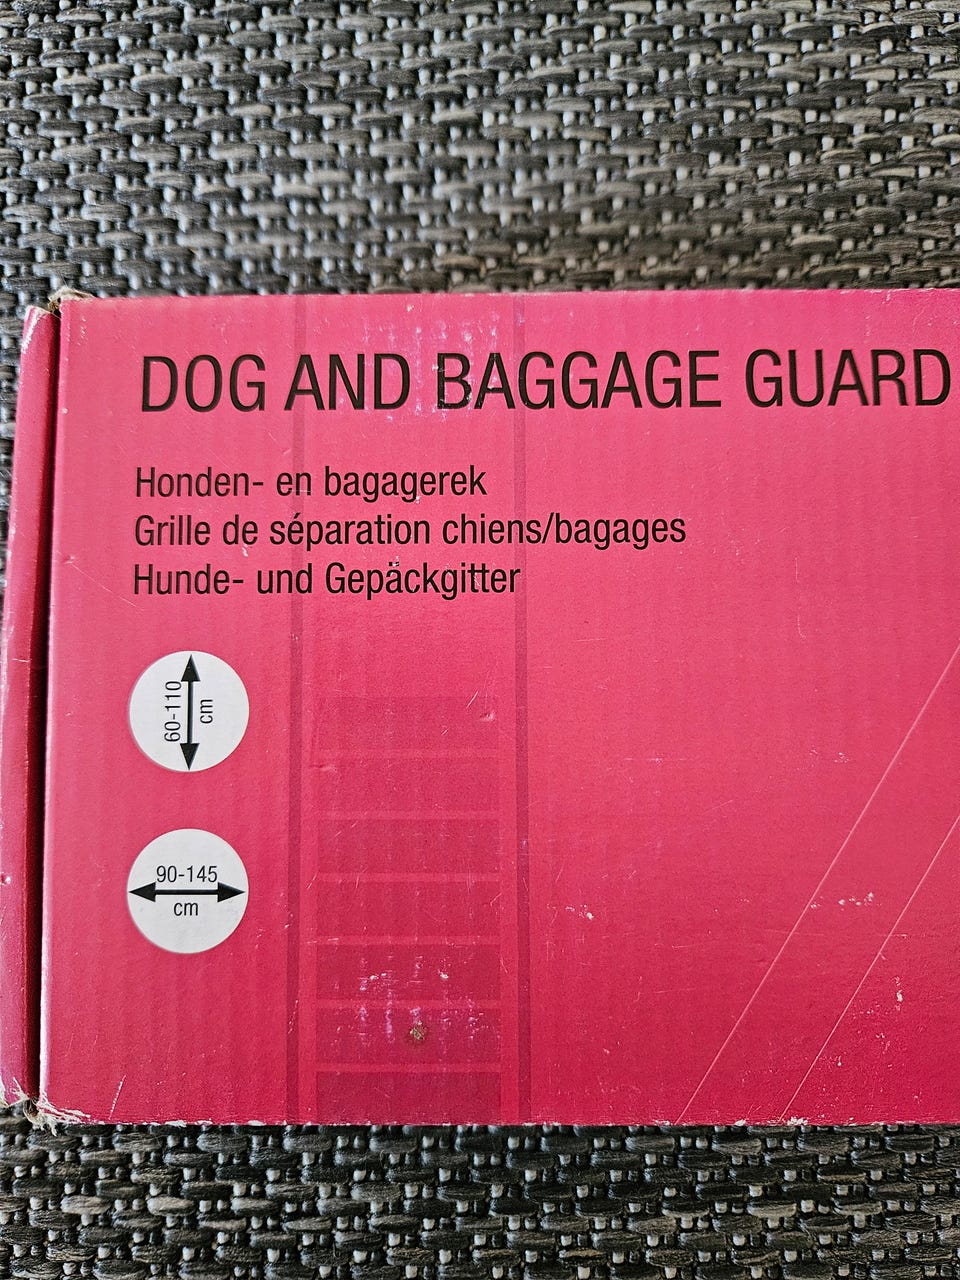 DOG AND BAGGAGE GUARD
Honden- en bagagerek
Grille de séparation chiens/bagages
Hunde- und Gepäckgitter
60-110
cm
90-145
cm